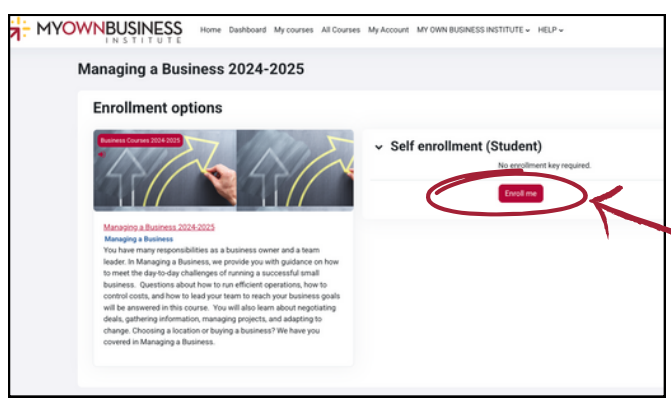 MYOWNBUSINESS
INSTITUTE
Home Dashboard My courses All Courses My Account MY OWN BUSINESS INSTITUTE HELP
Managing a Business 2024-2025
Enrollment options
Business Courses 2024-2025
Managing a Business 2024-2025
Managing a Business
You have many responsibilities as a business owner and a team
leader. In Managing a Business, we provide you with guidance on how
to meet the day-to-day challenges of running a successful small
business. Questions about how to run efficient operations, how to
control costs, and how to lead your team to reach your business goals
will be answered in this course. You will also learn about negotiating
deals, gathering information, managing projects, and adapting to
change. Choosing a location or buying a business? We have you
covered in Managing a Business.
Self enrollment (Student)
No enrollment key required.
Enroll me